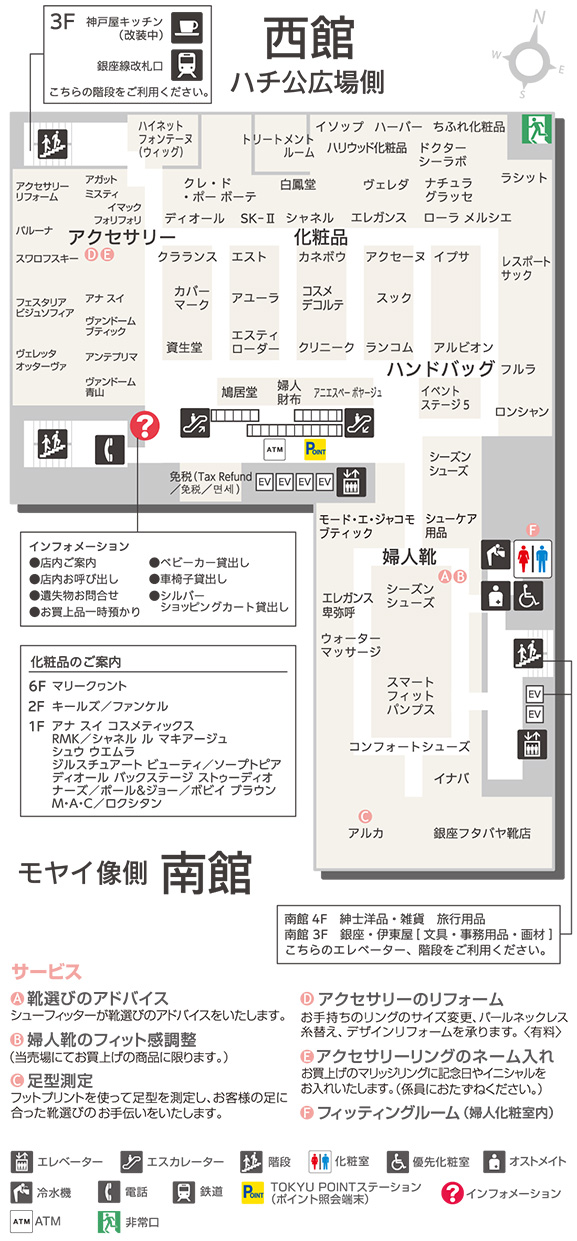 3F 神戸屋キッチン
(改装中)
銀座線改札口
こちらの階段をご利用ください。
西館
ハチ公広場側
N
W
E
S
ハイネット
フォンテーヌ
(ウィッグ)
トリートメント
ルーム
イソップ ハーバー ちふれ化粧品
ハリウッド化粧品
ドクター
シーラボ
ラシット
アクセサリー
リフォーム
アガット
ミスティ
イマック
フォリフォリ
バルーナ
アクセサリー
スワロフスキー
D E
フェスタリア
ビジュソフィア
アナ スイ
ヴァンドーム
ブティック
ヴェレッタ
オッターヴァ
アンテプリマ
ヴァンドーム
青山
クレ・ド
・ポー ボーテ
白鳳堂
ヴェレダ
ナチュラ
グラッセ
ディオール SK-Ⅱ シャネル エレガンス ローラ メルシエ
化粧品
クラランス エスト カネボウ アクセーヌ イプサ
レスポート
サック
カバー
マーク
アユーラ
コスメ
デコルテ
スック
資生堂
エスティ
ローダー
クリニーク ランコム アルビオン
ハンドバッグ
フルラ
鳩居堂
婦人
財布
アニエスベー ボヤージュ
イベント
ステージ5
ロンシャン
?
ATM
POINT
免税(Tax Refund
/免税/면세)
EV EV EV EV
シーズン
シューズ
モード・エ・ジャコモ
ブティック
シューケア
用品
F
婦人靴
A B
エレガンス
卑弥呼
シーズン
シューズ
ウォーター
マッサージ
スマート
フィット
パンプス
EV
EV
コンフォートシューズ
イナバ
C
アルカ
銀座フタバヤ靴店
インフォメーション
●店内ご案内
●店内お呼び出し
●遺失物お問合せ
●お買上品一時預かり
●ベビーカー貸出し
●車椅子貸出し
●シルバー
ショッピングカート貸出し
化粧品のご案内
6F マリークヮント
2F キールズ/ファンケル
1F アナ スイ コスメティックス
RMK/シャネル ル マキアージュ
シュウ ウエムラ
ジルスチュアート ビューティ/ソープトピア
ディオール バックステージ ストゥーディオ
ナーズ/ポール&ジョー/ボビイ ブラウン
M・A・C/ロクシタン
モヤイ像側 南館
南館 4F 紳士洋品・雑貨 旅行用品
南館 3F 銀座・伊東屋[文具・事務用品・画材]
こちらのエレベーター、階段をご利用ください。
サービス
A 靴選びのアドバイス
シューフィッターが靴選びのアドバイスをいたします。
B 婦人靴のフィット感調整
(当売場にてお買上げの商品に限ります。)
C 足型測定
フットプリントを使って足型を測定し、お客様の足に
合った靴選びのお手伝いをいたします。
D アクセサリーのリフォーム
お手持ちのリングのサイズ変更、パールネックレス
糸替え、デザインリフォームを承ります。〈有料〉
E アクセサリーリングのネーム入れ
お買上げのマリッジリングに記念日やイニシャルを
お入れいたします。(係員におたずねください。)
F フィッティングルーム(婦人化粧室内)
エレベーター エスカレーター 階段 化粧室 優先化粧室 オストメイト
冷水機 電話 鉄道 POINT TOKYU POINTステーション
(ポイント照会端末)
? インフォメーション
ATM ATM 非常口